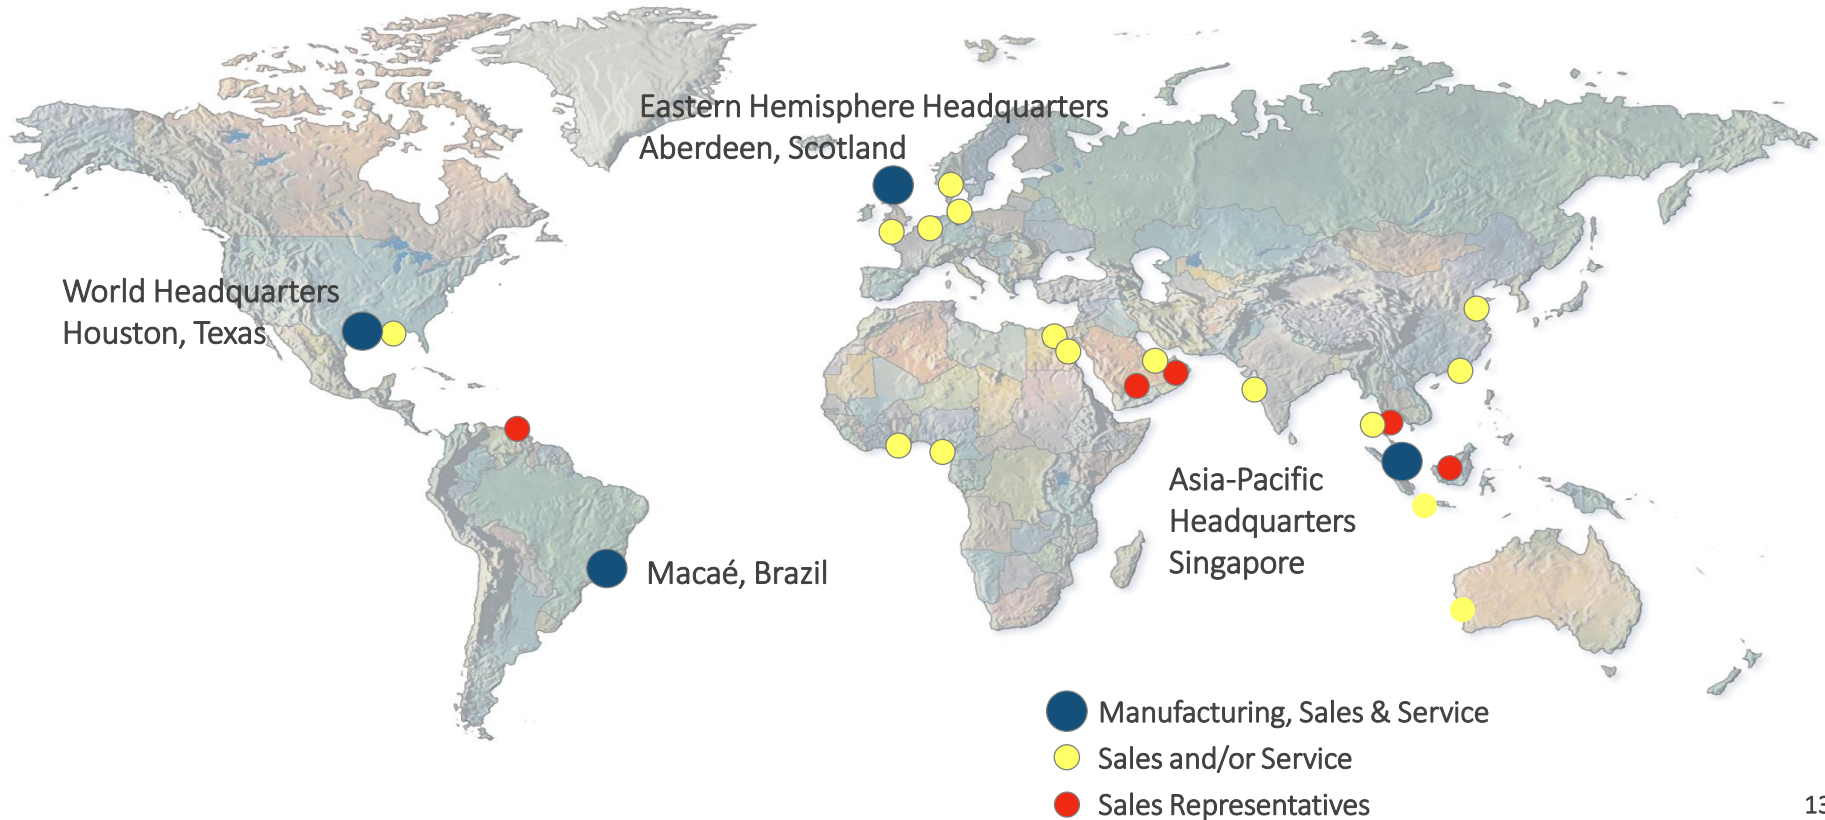 Eastern Hemisphere Headquarters
Aberdeen, Scotland
World Headquarters
Houston, Texas
Asia-Pacific
Headquarters
Singapore
Macaé, Brazil
Manufacturing, Sales & Service
Sales and/or Service
Sales Representatives
13